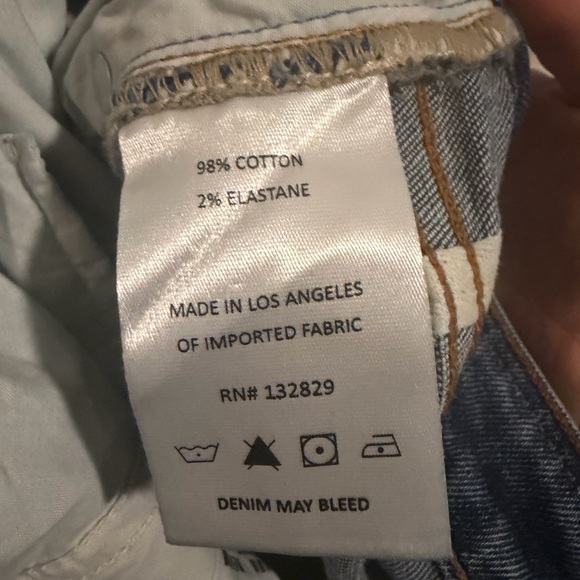 98% COTTON
2% ELASTANE
MADE IN LOS ANGELES
OF IMPORTED FABRIC
RN# 132829
DENIM MAY BLEED